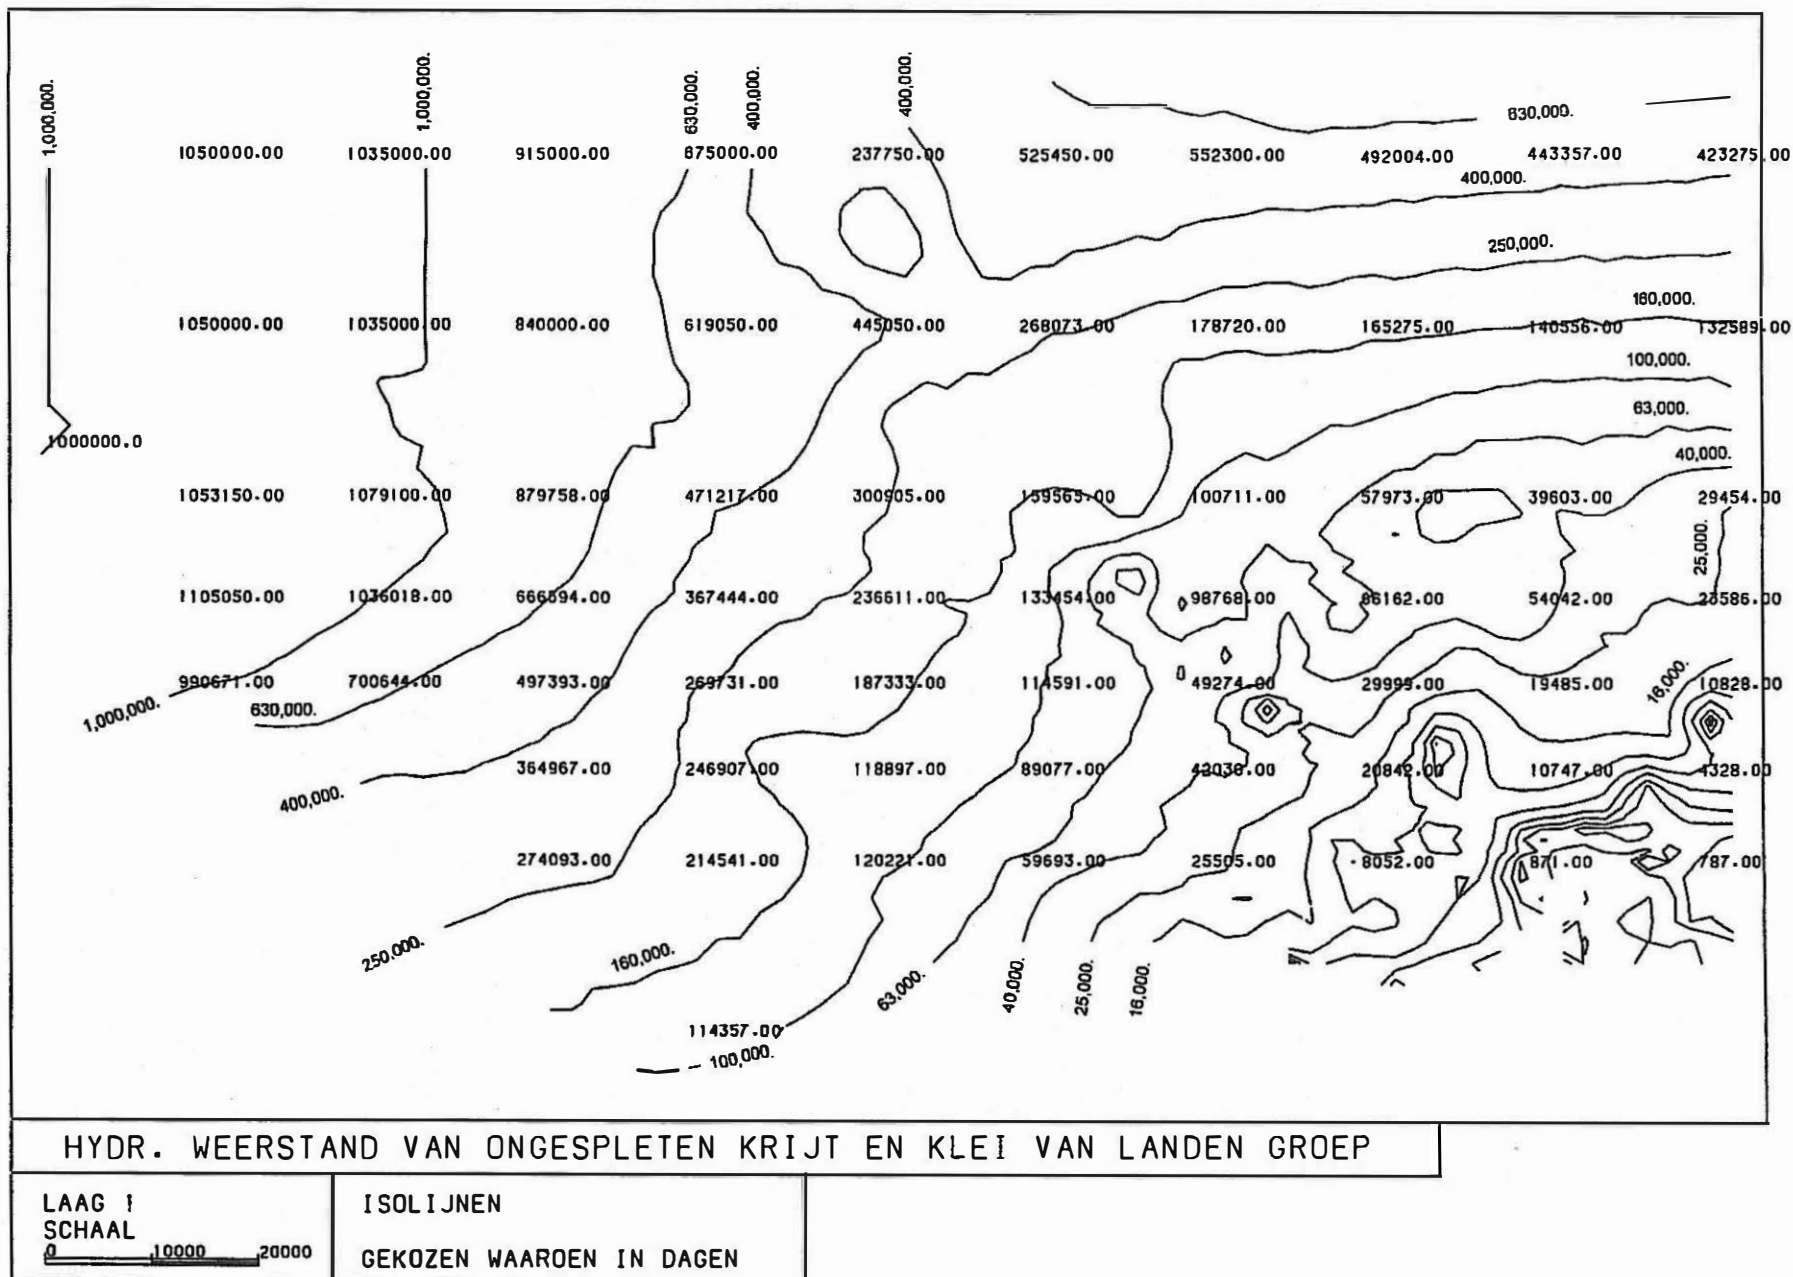 1,000,000.
1,000,000.
630,000.
400,000.
400,000.
630,000.
1050000.00 1035000.00 915000.00 875000.00 237750.00 525450.00 552300.00 492004.00 443357.00 423275.00
400,000.
250,000.
160,000.
1050000.00 1035000.00 840000.00 619050.00 445050.00 268073.00 178720.00 165275.00 140556.00 132589.00
100,000.
63,000.
1000000.0
40,000.
1053150.00 1079100.00 879758.00 471217.00 300905.00 159565.00 100711.00 57973.00 39603.00 29454.00
25,000.
1105050.00 1036018.00 666594.00 367444.00 236611.00 133454.00 98768.00 86162.00 54042.00 23586.00
990671.00 700644.00 497393.00 269731.00 187333.00 114591.00 49274.00 29999.00 19485.00 10828.00
16,000.
1,000,000.
630,000.
364967.00 246907.00 118897.00 89077.00 42030.00 20842.00 10747.00 4328.00
400,000.
274093.00 214541.00 120221.00 59693.00 25505.00 8052.00 871.00 787.00
250,000.
160,000.
63,000.
40,000.
25,000.
16,000.
114357.00
100,000.
HYDR. WEERSTAND VAN ONGESPLETEN KRIJT EN KLEI VAN LANDEN GROEP
LAAG 1
SCHAAL
0 10000 20000
ISOLIJNEN
GEKOZEN WAARDEN IN DAGEN